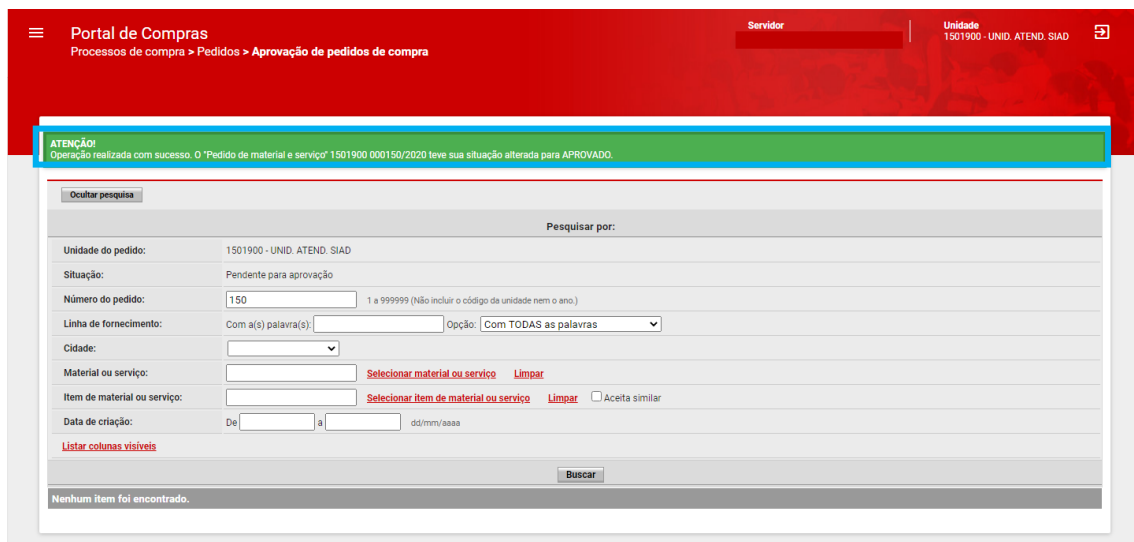 Portal de Compras
Processos de compra > Pedidos > Aprovação de pedidos de compra
Servidor
Unidade
1501900 - UNID. ATEND. SIAD
ATENÇÃO!
Operação realizada com sucesso. O "Pedido de material e serviço" 1501900 000150/2020 teve sua situação alterada para APROVADO.
Ocultar pesquisa
Pesquisar por:
Unidade do pedido: 1501900 - UNID. ATEND. SIAD
Situação: Pendente para aprovação
Número do pedido: 150 1 a 999999 (Não incluir o código da unidade nem o ano.)
Linha de fornecimento: Com a(s) palavra(s): Opção: Com TODAS as palavras
Cidade:
Material ou serviço: Selecionar material ou serviço Limpar
Item de material ou serviço: Selecionar item de material ou serviço Limpar Aceita similar
Data de criação: De a dd/mm/aaaa
Listar colunas visíveis
Buscar
Nenhum item foi encontrado.